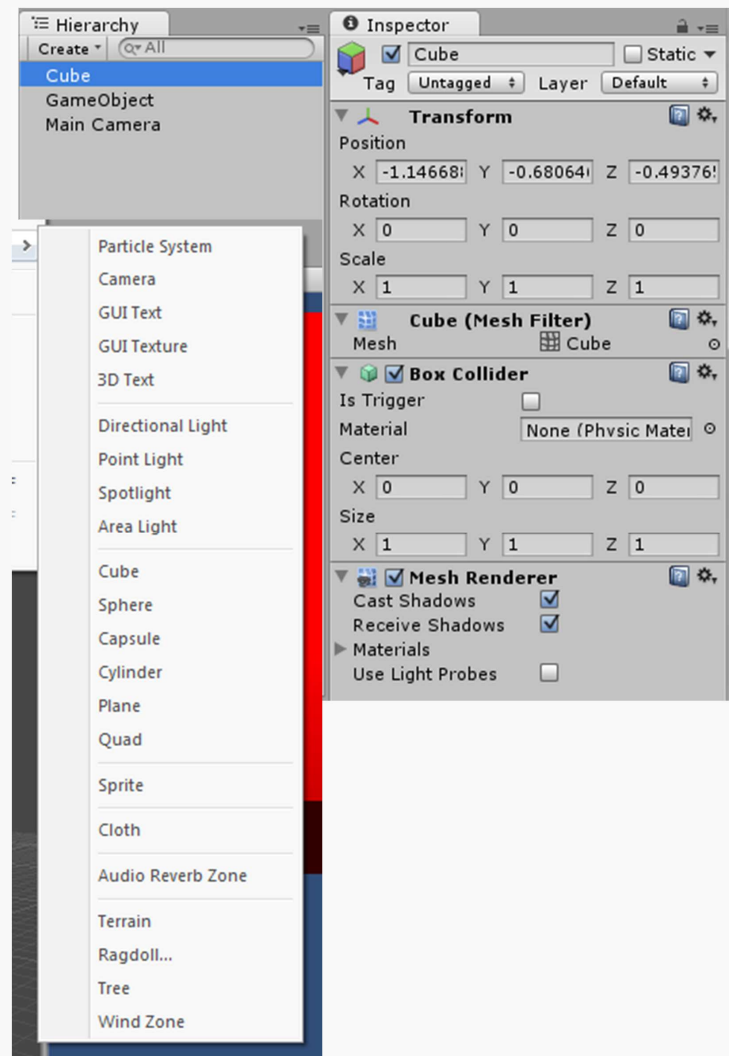 Hierarchy
Create All
Cube
GameObject
Main Camera
Particle System
Camera
GUI Text
GUI Texture
3D Text
Directional Light
Point Light
Spotlight
Area Light
Cube
Sphere
Capsule
Cylinder
Plane
Quad
Sprite
Cloth
Audio Reverb Zone
Terrain
Ragdoll...
Tree
Wind Zone
Inspector
Cube Static
Tag Untagged Layer Default
Transform
Position
X -1.14668 Y -0.68064 Z -0.49376
Rotation
X 0 Y 0 Z 0
Scale
X 1 Y 1 Z 1
Cube (Mesh Filter)
Mesh Cube
Box Collider
Is Trigger
Material None (Physic Mater
Center
X 0 Y 0 Z 0
Size
X 1 Y 1 Z 1
Mesh Renderer
Cast Shadows
Receive Shadows
Materials
Use Light Probes